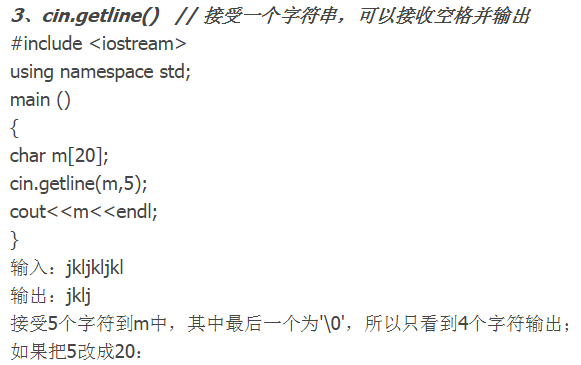 3、cin.getline()   // 接受一个字符串，可以接收空格并输出
#include <iostream>
using namespace std;
main ()
{
char m[20];
cin.getline(m,5);
cout<<m<<endl;
}
输入：jkljkljkl
输出：jklj
接受5个字符到m中，其中最后一个为'\0'，所以只看到4个字符输出；
如果把5改成20：